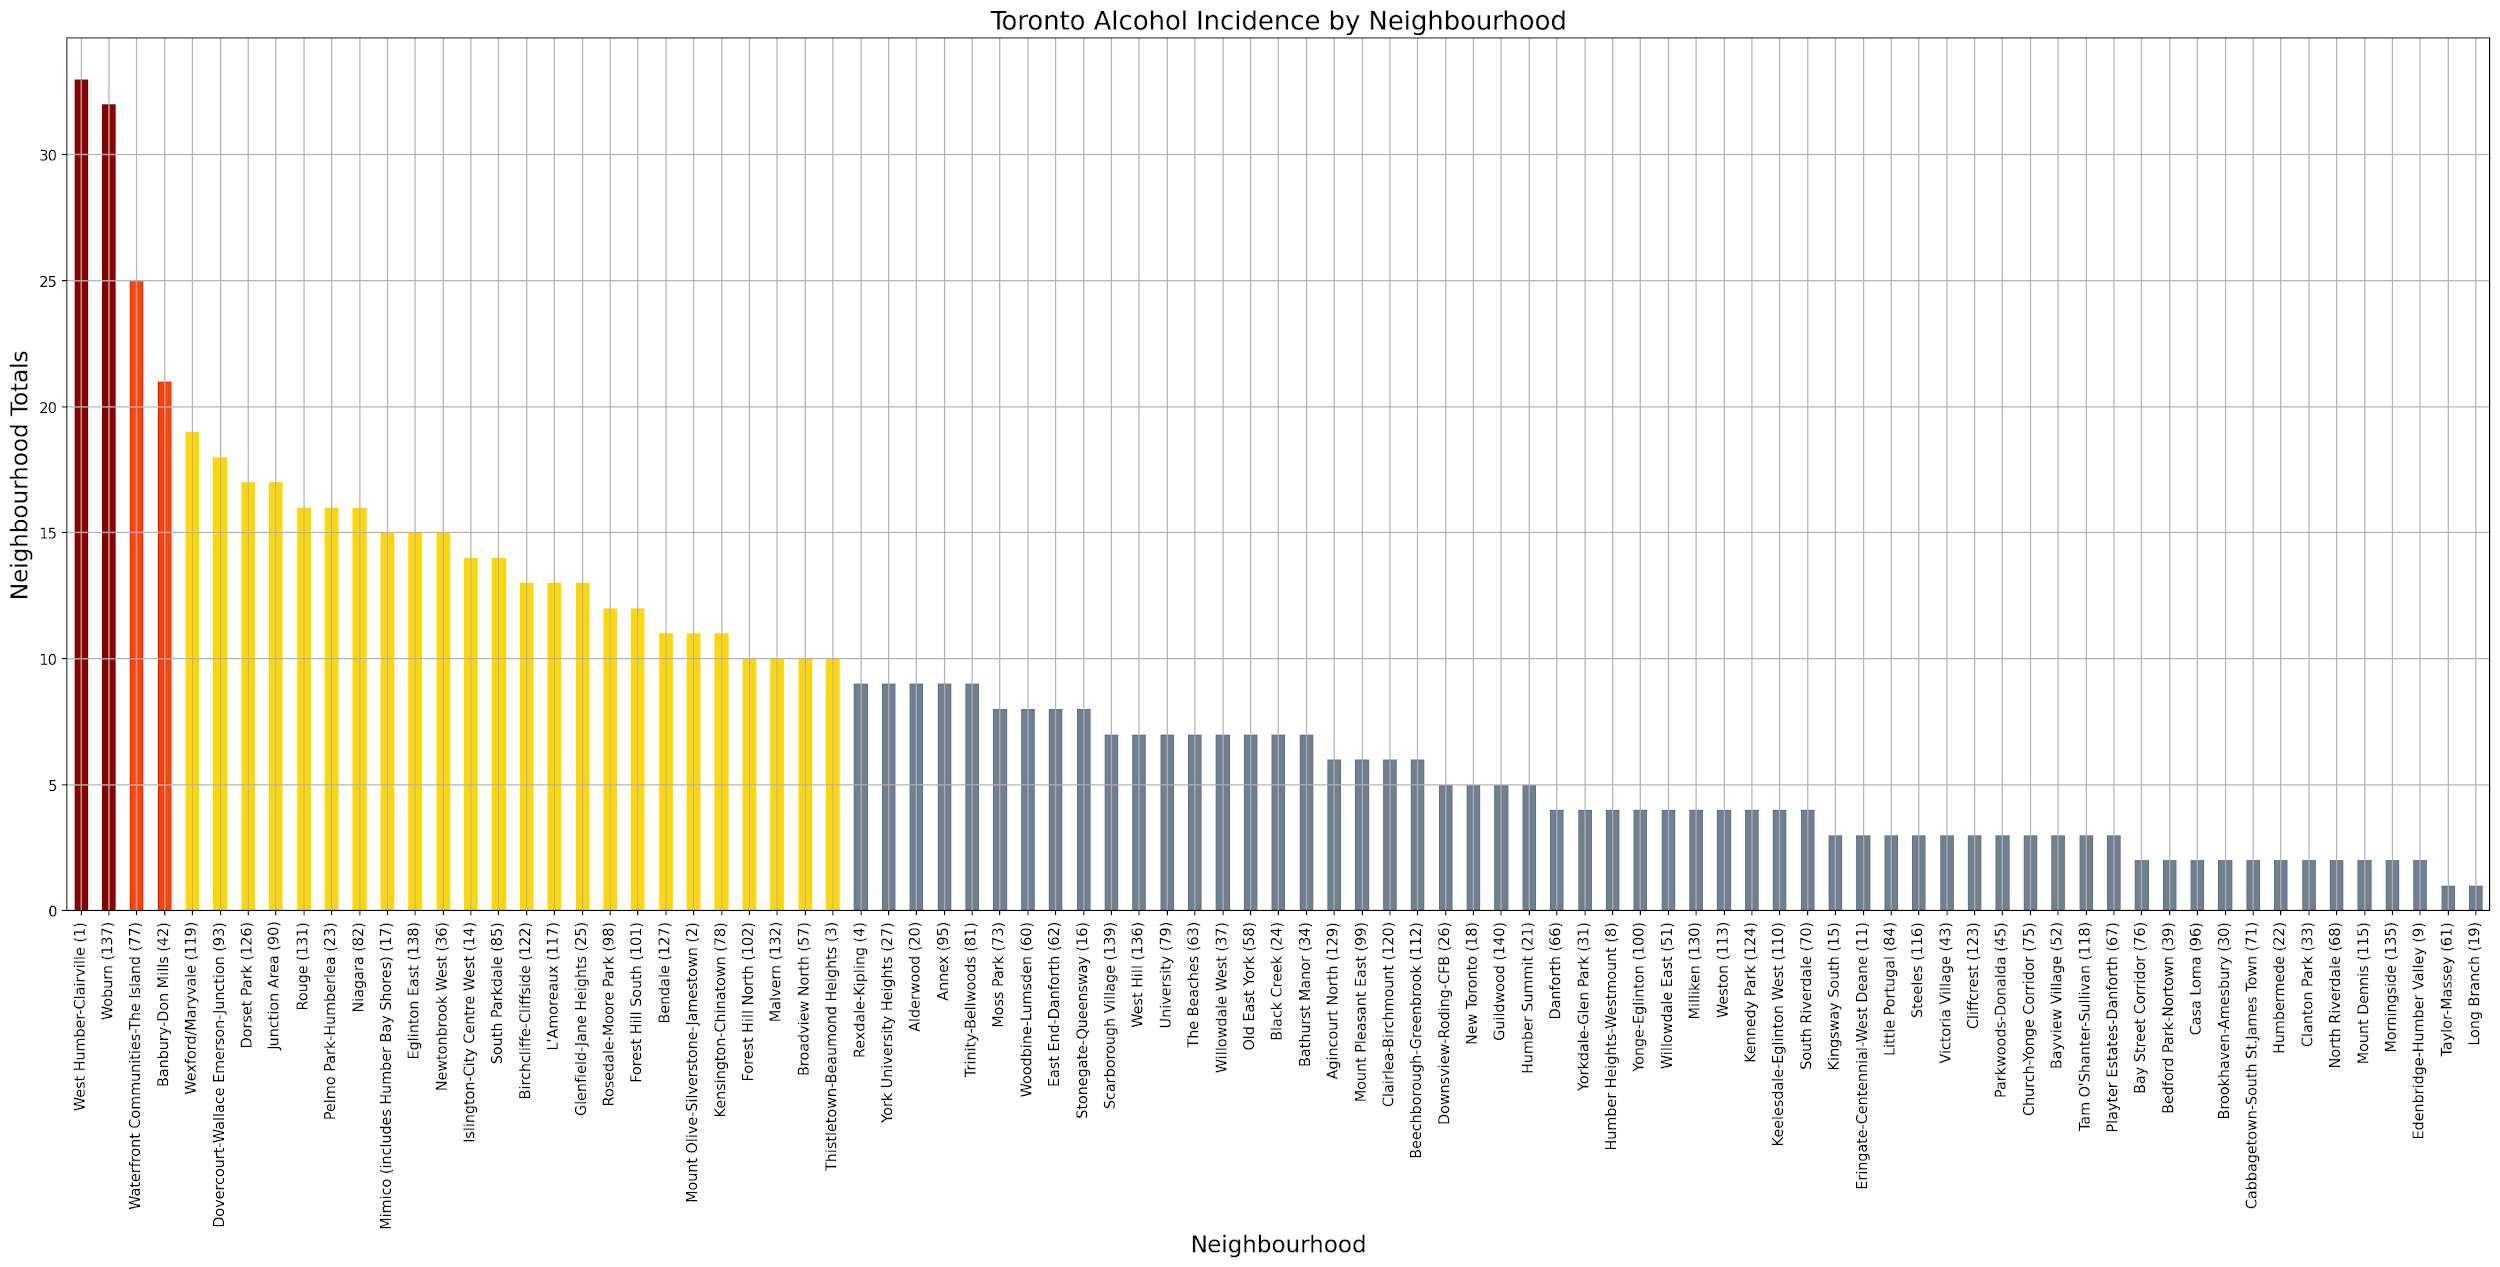 Toronto Alcohol Incidence by Neighbourhood
Neighbourhood Totals
30
25
20
15
10
5
0
West Humber-Clairville (1)
Woburn (137)
Waterfront Communities-The Island (77)
Banbury-Don Mills (42)
Wexford/Maryvale (119)
Dovercourt-Wallace Emerson-Junction (93)
Dorset Park (126)
Junction Area (90)
Rouge (131)
Pelmo Park-Humberlea (23)
Niagara (82)
Mimico (includes Humber Bay Shores) (17)
Eglinton East (138)
Newtonbrook West (36)
Islington-City Centre West (14)
South Parkdale (85)
Birchcliffe-Cliffside (122)
L'Amoreaux (117)
Glenfield-Jane Heights (25)
Rosedale-Moore Park (98)
Forest Hill South (101)
Bendale (127)
Mount Olive-Silverstone-Jamestown (2)
Kensington-Chinatown (78)
Forest Hill North (102)
Malvern (132)
Broadview North (57)
Thistletown-Beaumond Heights (3)
Rexdale-Kipling (4)
York University Heights (27)
Alderwood (20)
Annex (95)
Trinity-Bellwoods (81)
Moss Park (73)
Woodbine-Lumsden (60)
East End-Danforth (62)
Stonegate-Queensway (16)
Scarborough Village (139)
West Hill (136)
University (79)
The Beaches (63)
Willowdale West (37)
Old East York (58)
Black Creek (24)
Bathurst Manor (34)
Agincourt North (129)
Mount Pleasant East (99)
Clairlea-Birchmount (120)
Beechborough-Greenbrook (112)
Downsview-Roding-CFB (26)
New Toronto (18)
Guildwood (140)
Humber Summit (21)
Danforth (66)
Yorkdale-Glen Park (31)
Humber Heights-Westmount (8)
Yonge-Eglinton (100)
Willowdale East (51)
Milliken (130)
Weston (113)
Kennedy Park (124)
Keelesdale-Eglinton West (110)
South Riverdale (70)
Kingsway South (15)
Eringate-Centennial-West Deane (11)
Little Portugal (84)
Steeles (116)
Victoria Village (43)
Cliffcrest (123)
Parkwoods-Donalda (45)
Church-Yonge Corridor (75)
Bayview Village (52)
Tam O'Shanter-Sullivan (118)
Playter Estates-Danforth (67)
Bay Street Corridor (76)
Bedford Park-Nortown (39)
Casa Loma (96)
Brookhaven-Amesbury (30)
Cabbagetown-South St.James Town (71)
Humbermede (22)
Clanton Park (33)
North Riverdale (68)
Mount Dennis (115)
Morningside (135)
Edenbridge-Humber Valley (9)
Taylor-Massey (61)
Long Branch (19)
Neighbourhood